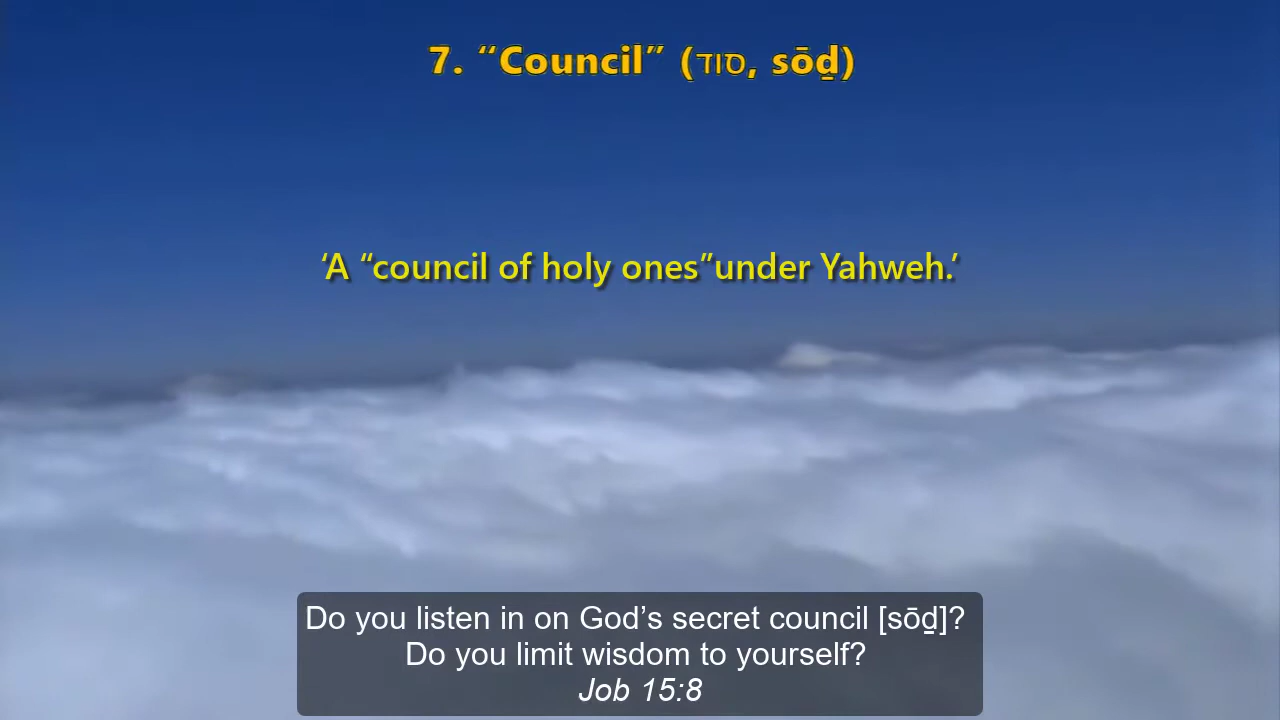 7. “Council” (סוד, sōḏ)
‘A “council of holy ones”under Yahweh.’
Do you listen in on God’s secret council [sōḏ]?
Do you limit wisdom to yourself?
Job 15:8